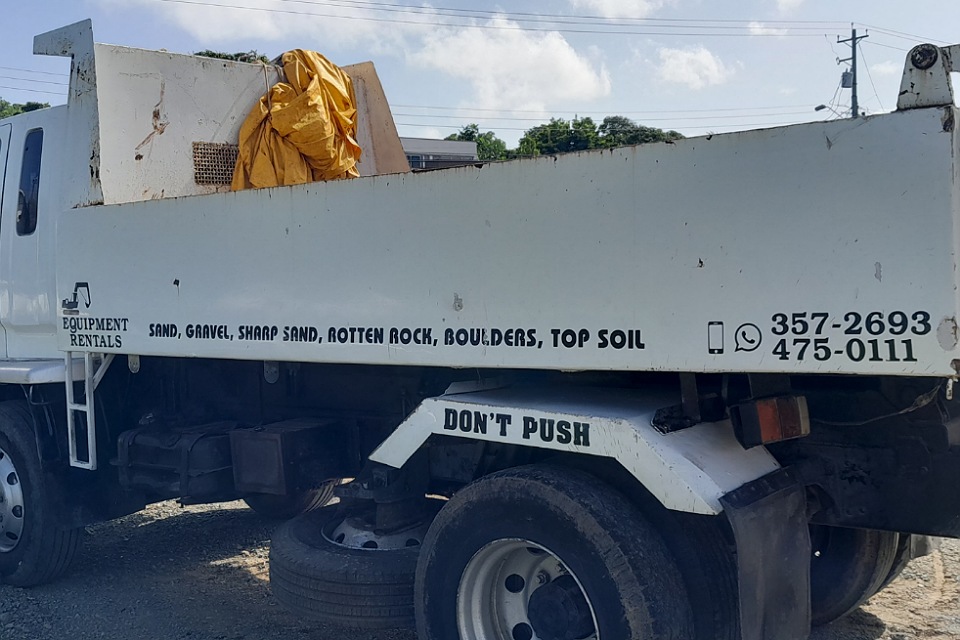 EQUIPMENT
RENTALS
SAND, GRAVEL, SHARP SAND, ROTTEN ROCK, BOULDERS, TOP SOIL
357-2693
475-0111
DON'T PUSH